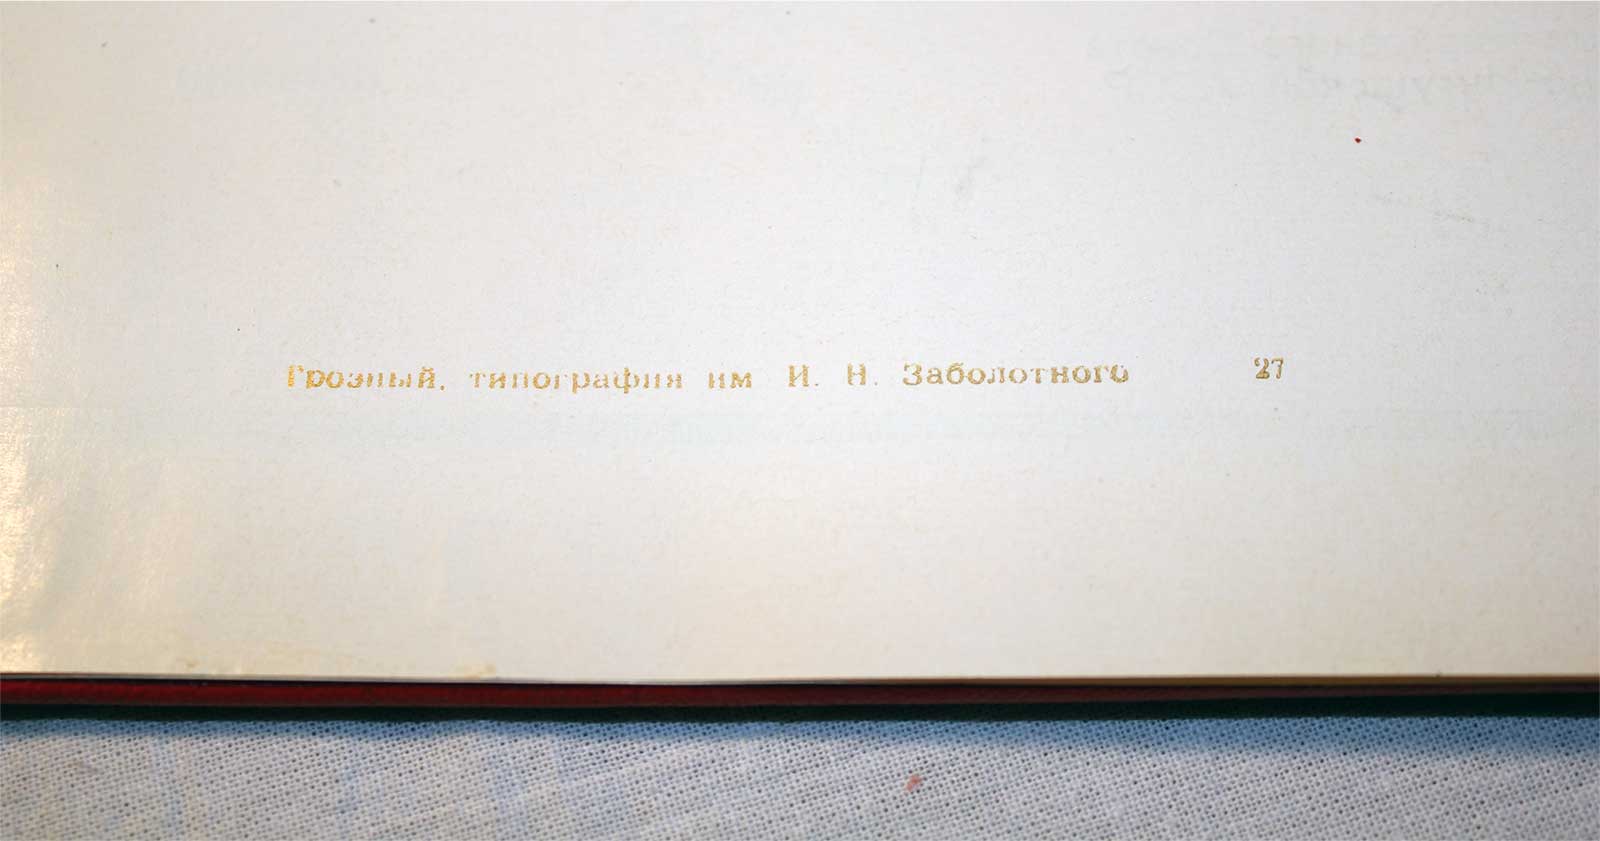 Грозный, типография им И. Н. Заболотного 27